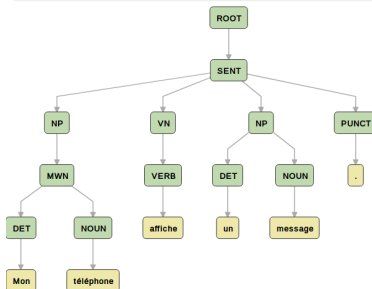 ROOT
SENT
NP VN NP PUNCT
MWN VERB DET NOUN .
DET NOUN affiche un message
Mon téléphone